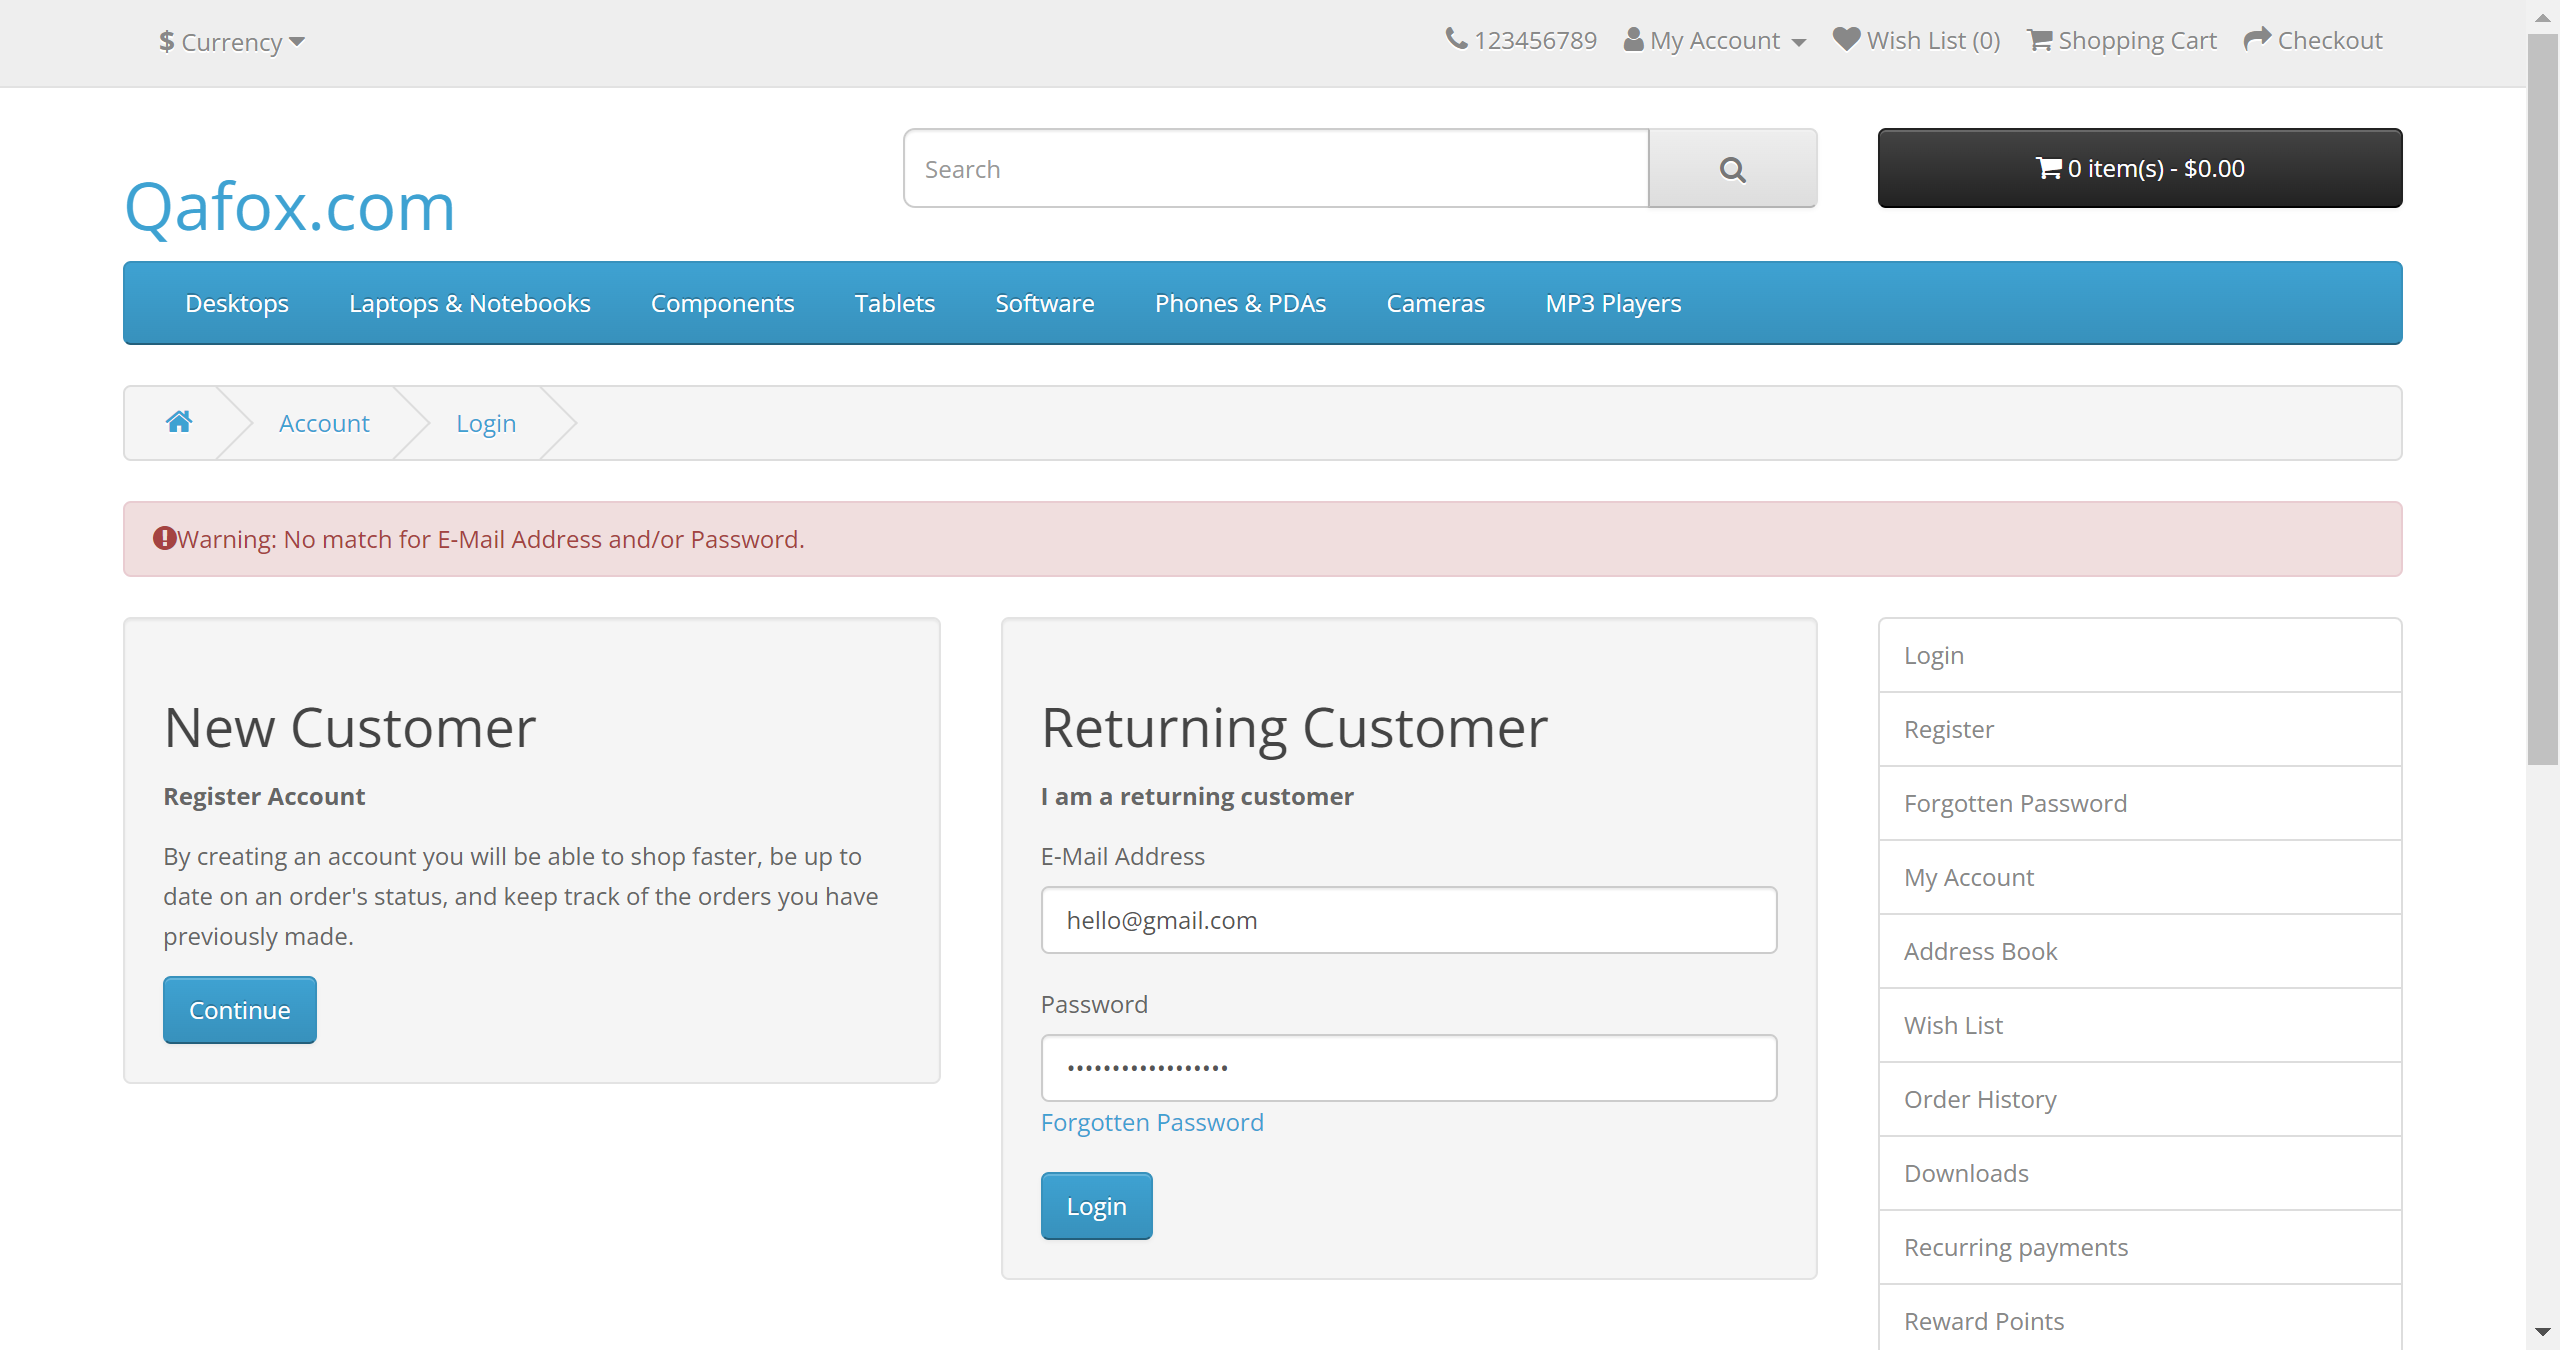 $ Currency
123456789 My Account Wish List (0) Shopping Cart Checkout
Qafox.com
Search
0 item(s) - $0.00
Desktops Laptops & Notebooks Components Tablets Software Phones & PDAs Cameras MP3 Players
Account Login
Warning: No match for E-Mail Address and/or Password.
New Customer
Register Account
By creating an account you will be able to shop faster, be up to
date on an order's status, and keep track of the orders you have
previously made.
Continue
Returning Customer
I am a returning customer
E-Mail Address
hello@gmail.com
Password
••••••••••••••••••
Forgotten Password
Login
Login
Register
Forgotten Password
My Account
Address Book
Wish List
Order History
Downloads
Recurring payments
Reward Points